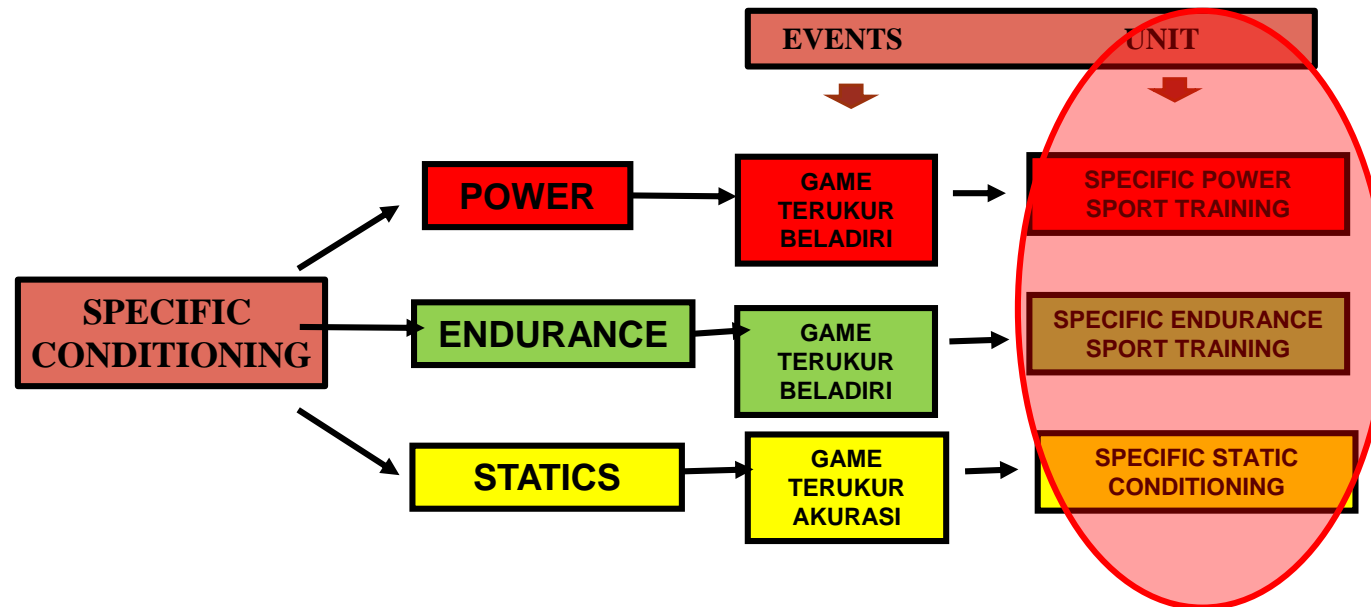 EVENTS UNIT
POWER
GAME
TERUKUR
BELADIRI
SPECIFIC POWER
SPORT TRAINING
SPECIFIC
CONDITIONING
ENDURANCE
GAME
TERUKUR
BELADIRI
SPECIFIC ENDURANCE
SPORT TRAINING
STATICS
GAME
TERUKUR
AKURASI
SPECIFIC STATIC
CONDITIONING